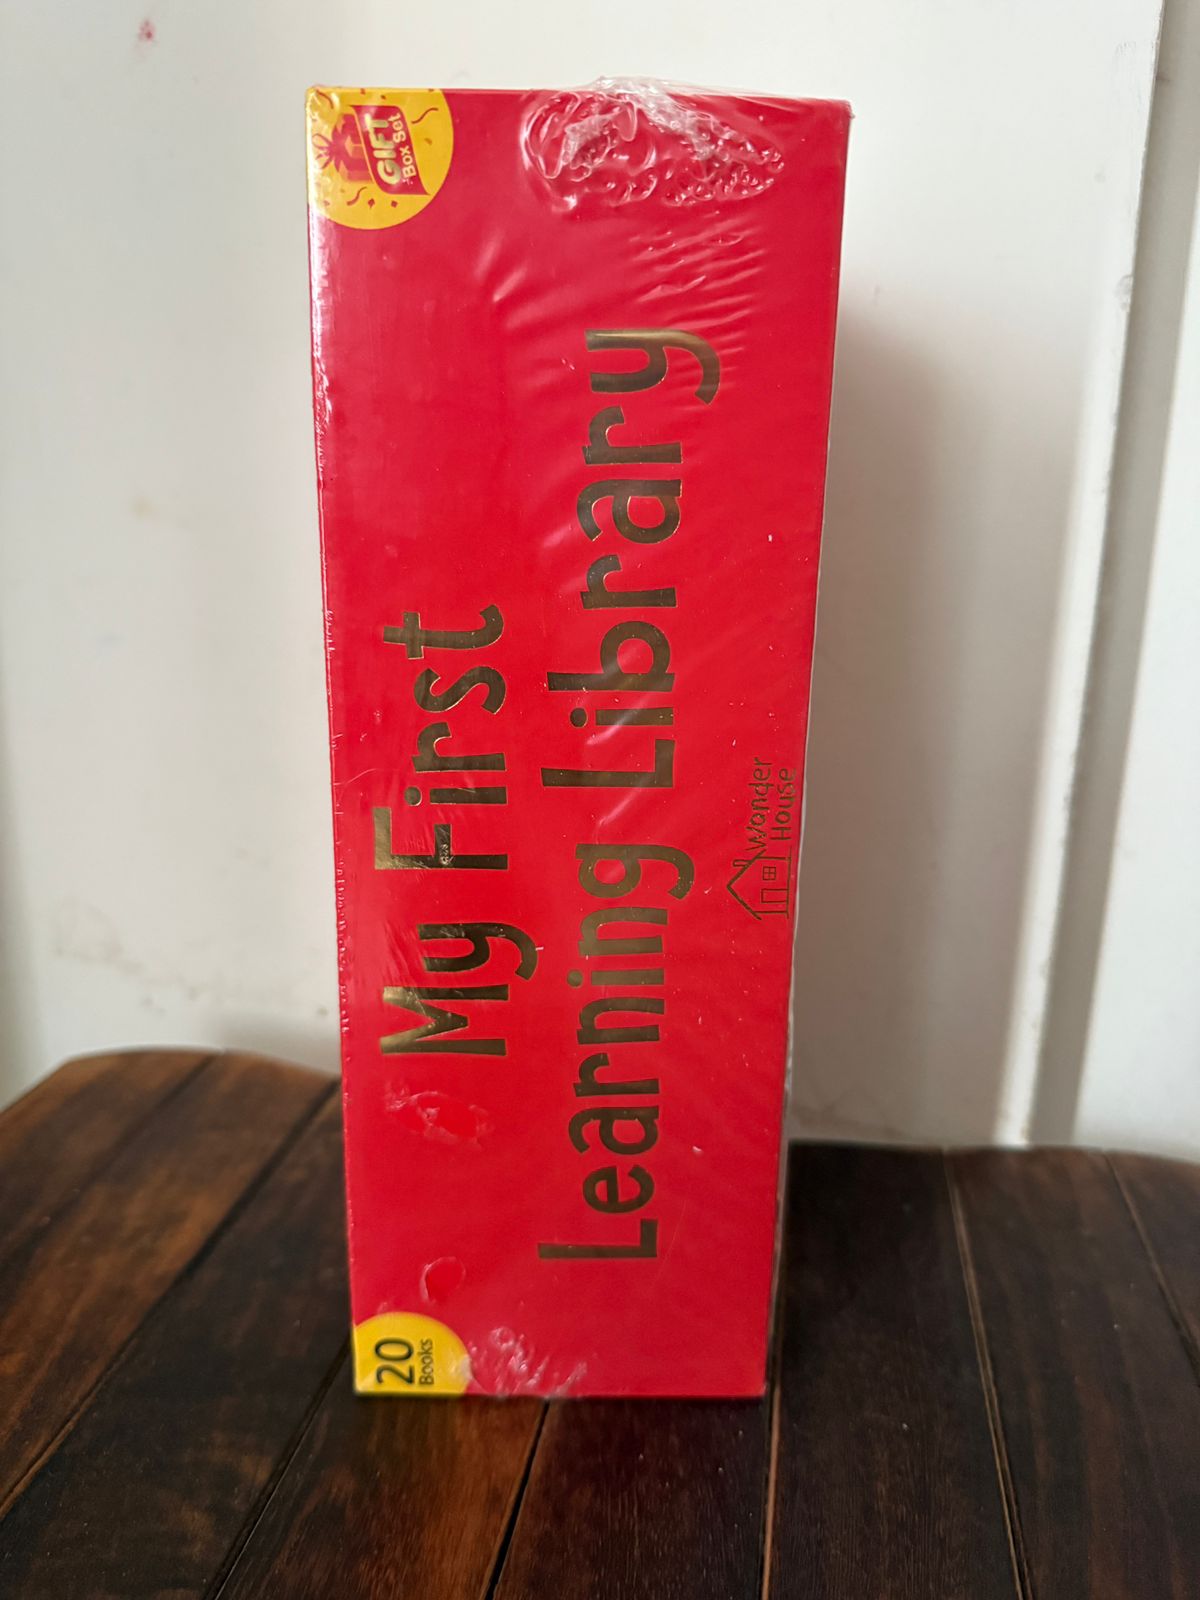 GIFT
Box Set
My First
Learning Library
Wonder
House
20
Books